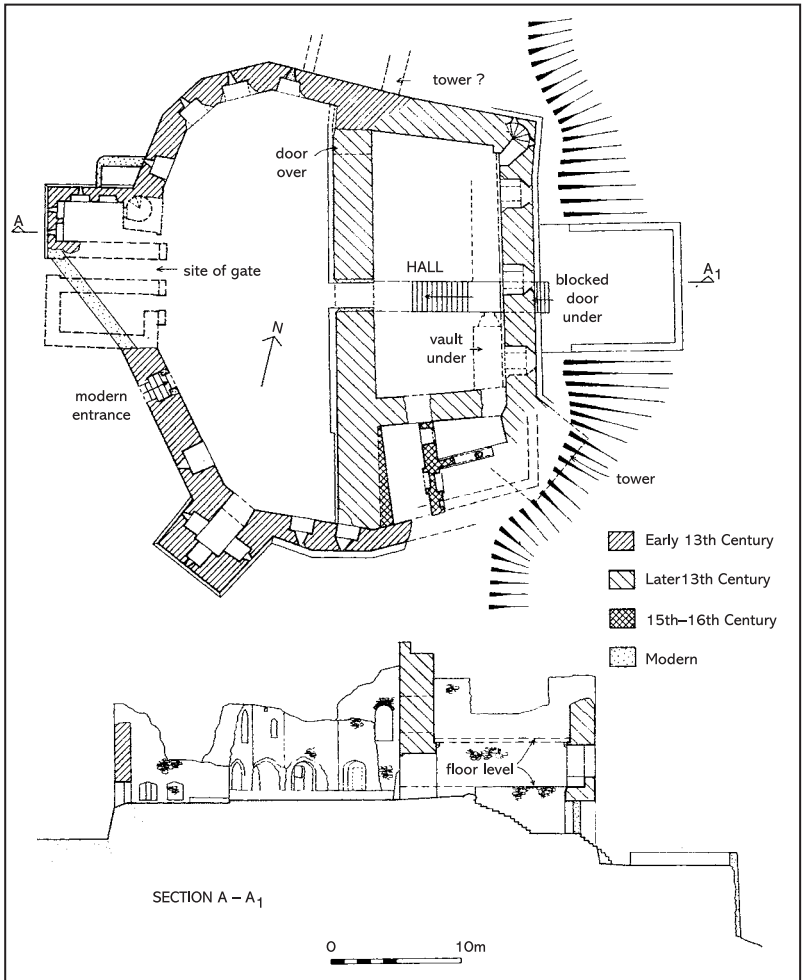 tower ?
door
over
A
site of gate
HALL
blocked
door
under
A1
N
vault
under
modern
entrance
tower
Early 13th Century
Later13th Century
15th–16th Century
Modern
floor level
SECTION A – A1
0 10m